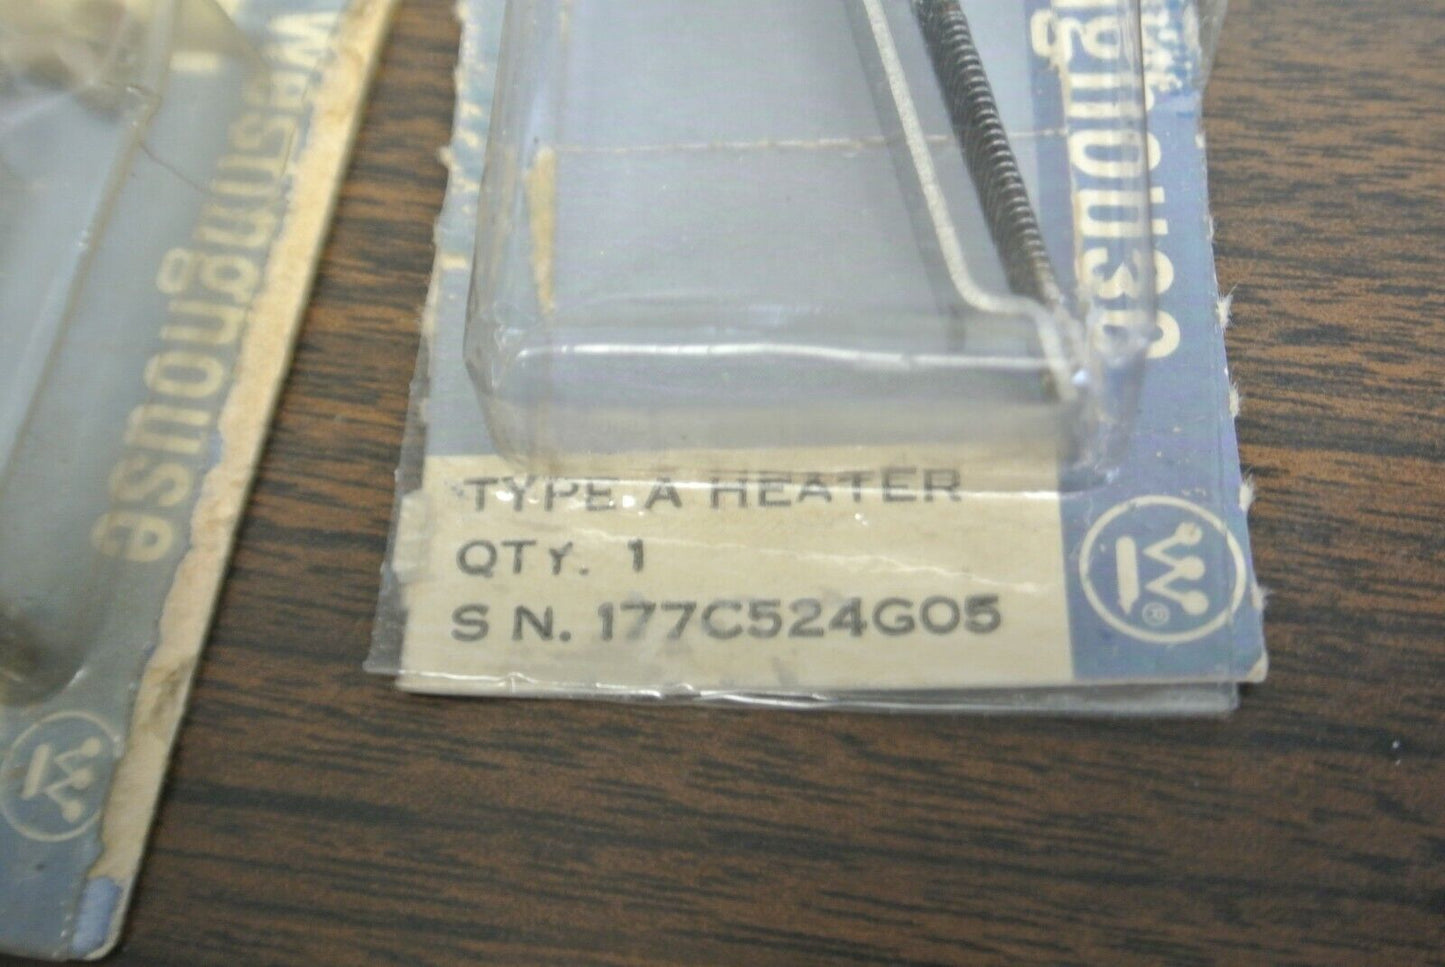 Westinghouse
TYPE A HEATER
QTY. 1
S N. 177C524G05
®